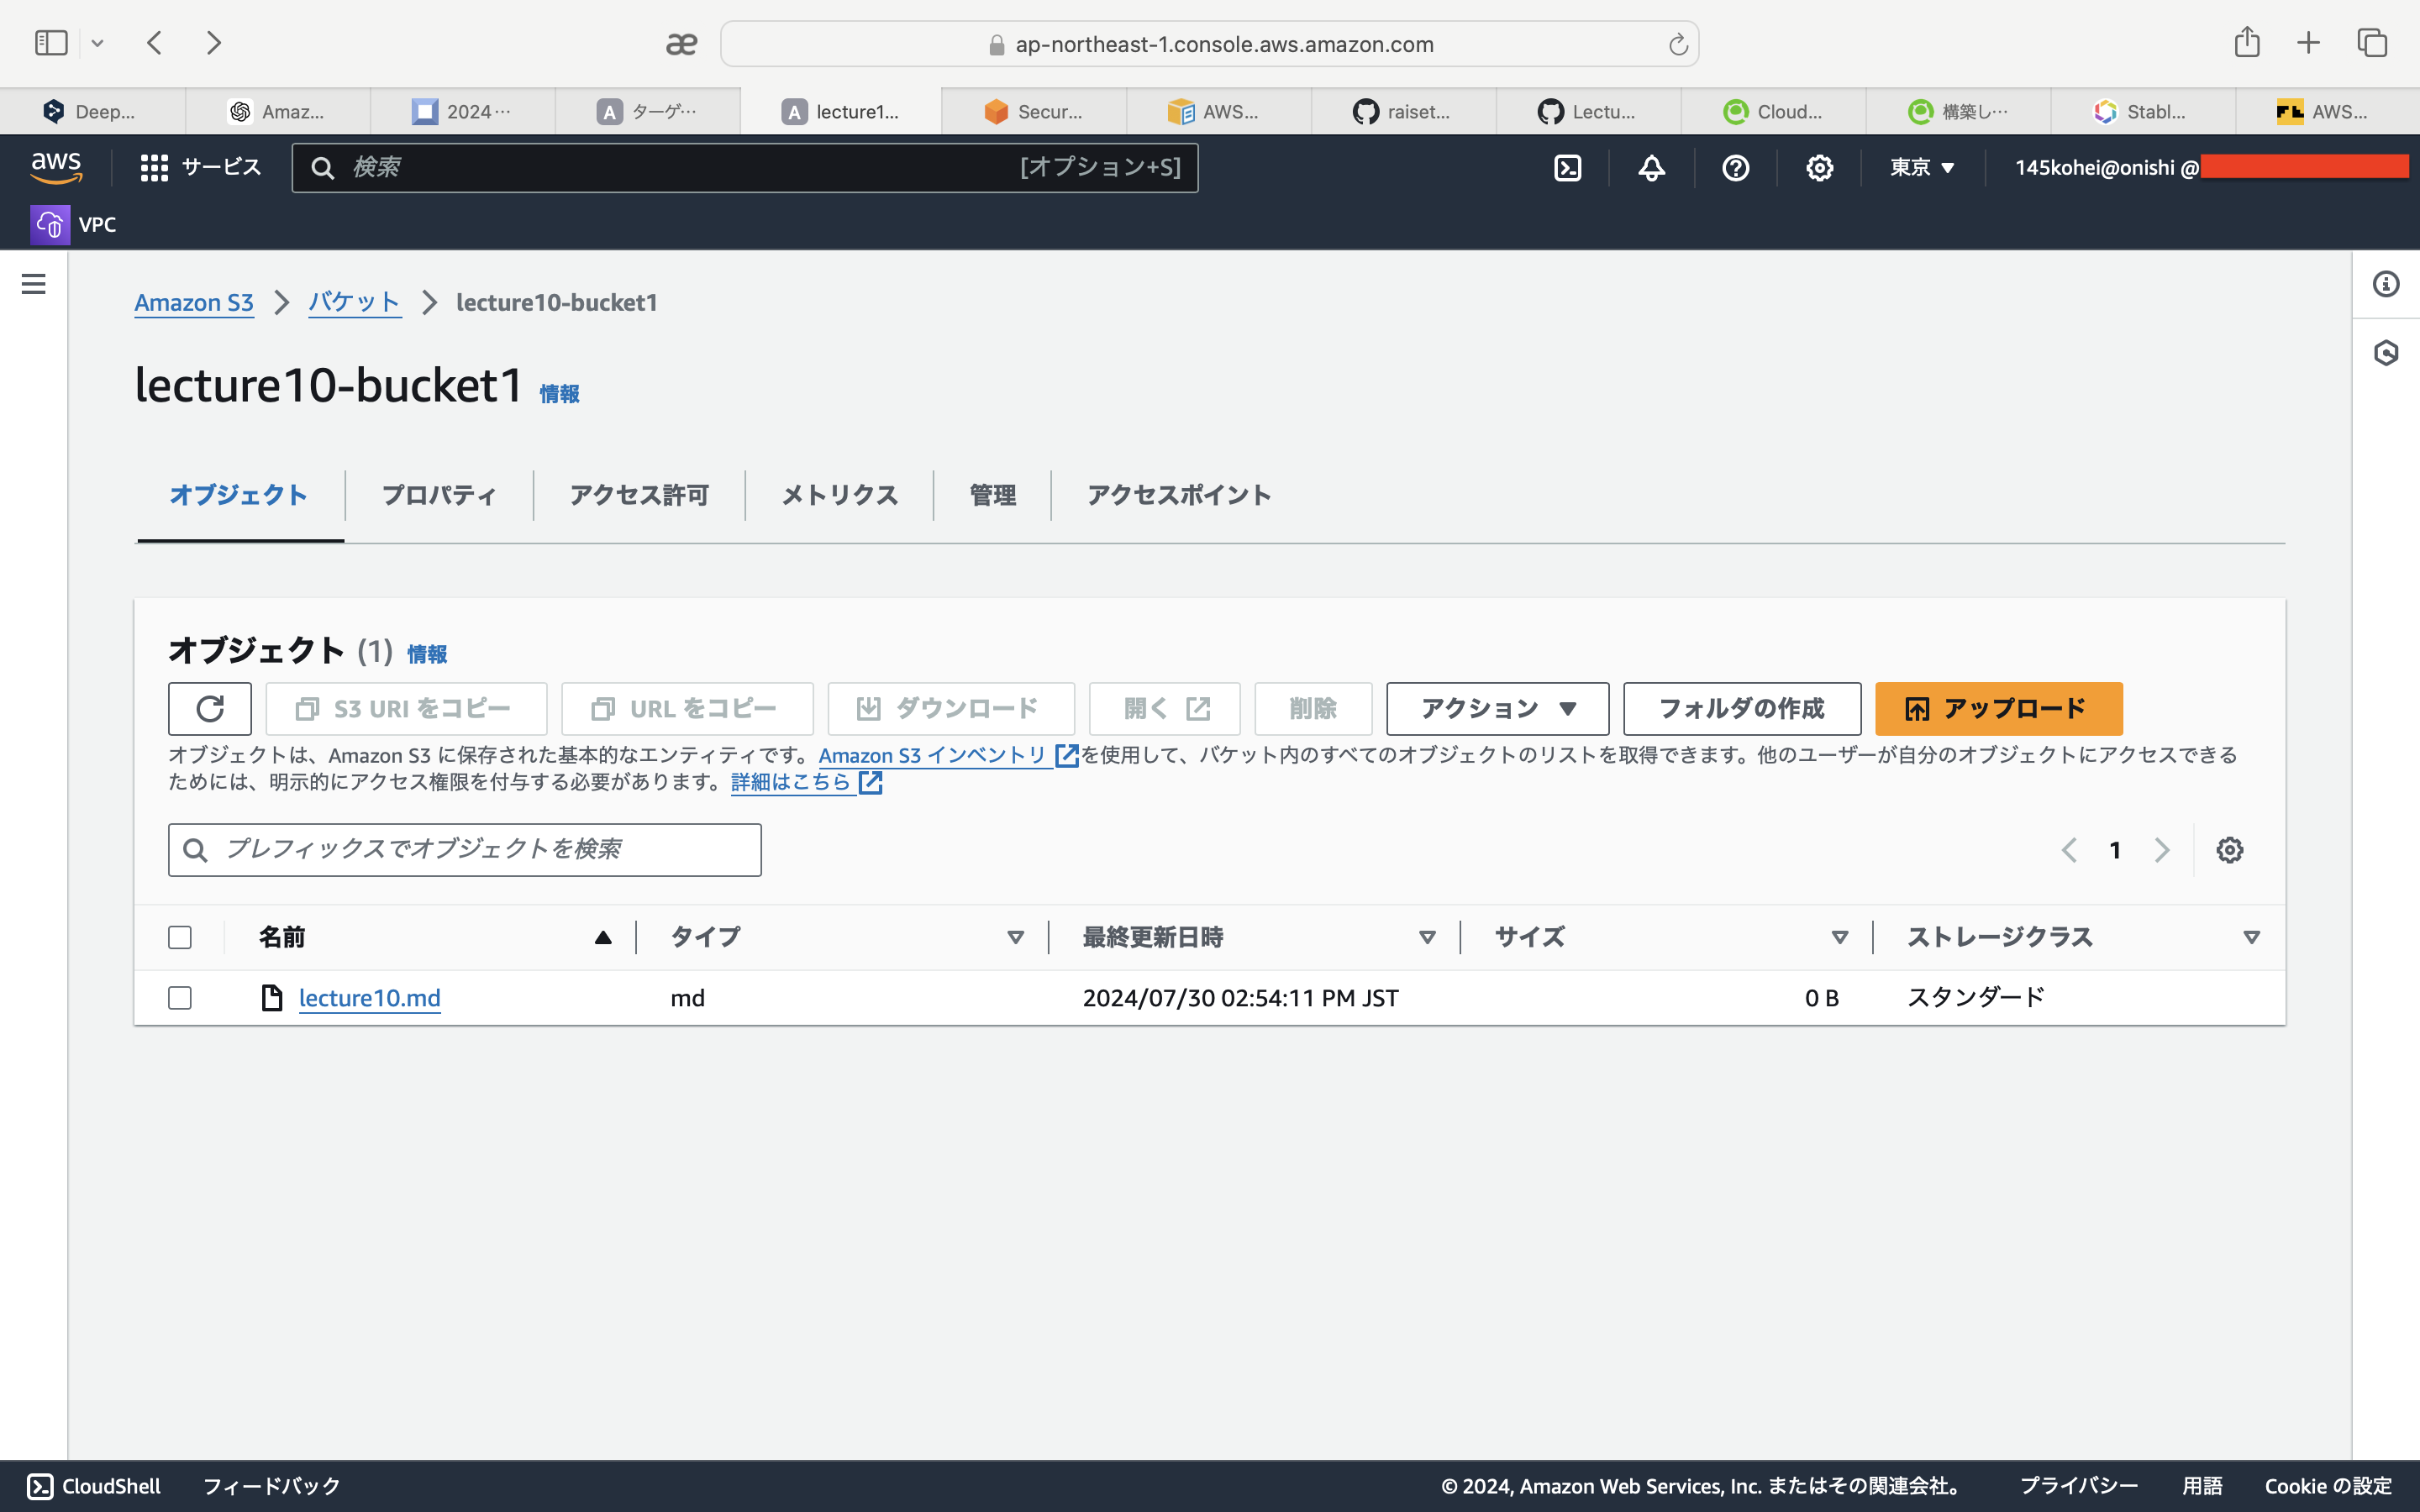 ap-northeast-1.console.aws.amazon.com
Deep... Amaz... 2024… ターゲ… lecture1... Secur... AWS... raiset... Lectu... Cloud... 構築し… Stabl... AWS...
aws サービス 検索 [オプション+S] 東京 145kohei@onishi @
VPC
Amazon S3 バケット lecture10-bucket1
lecture10-bucket1 情報
オブジェクト プロパティ アクセス許可 メトリクス 管理 アクセスポイント
オブジェクト (1) 情報
S3 URI をコピー URL をコピー ダウンロード 開く 削除 アクション フォルダの作成 アップロード
オブジェクトは、Amazon S3 に保存された基本的なエンティティです。Amazon S3 インベントリ を使用して、バケット内のすべてのオブジェクトのリストを取得できます。他のユーザーが自分のオブジェクトにアクセスできる
ためには、明示的にアクセス権限を付与する必要があります。詳細はこちら
プレフィックスでオブジェクトを検索 1
名前 タイプ 最終更新日時 サイズ ストレージクラス
lecture10.md md 2024/07/30 02:54:11 PM JST 0 B スタンダード
CloudShell フィードバック © 2024, Amazon Web Services, Inc. またはその関連会社。 プライバシー 用語 Cookie の設定